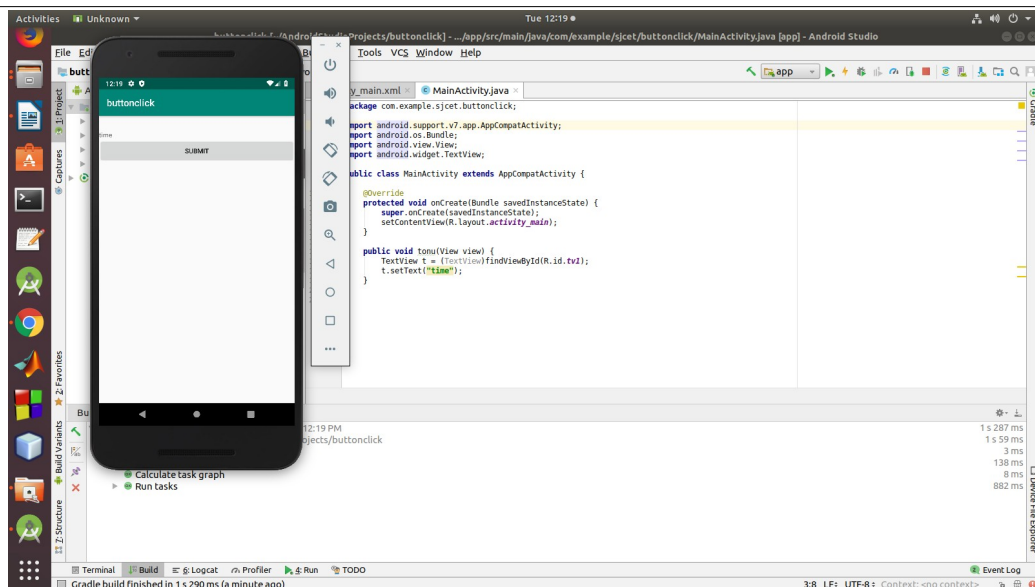 Activities
Unknown
Tue 12:19
buttonclick [~/AndroidStudioProjects/buttonclick] - .../app/src/main/java/com/example/sjcet/buttonclick/MainActivity.java [app] - Android Studio
File Edi
Tools VCS Window Help
butt
app
1: Project
Captures
2: Favorites
Build Variants
Z: Structure
12:19
buttonclick
time
SUBMIT
y_main.xml
MainActivity.java
Gradle
Device File Explorer
ackage com.example.sjcet.buttonclick;
mport android.support.v7.app.AppCompatActivity;
mport android.os.Bundle;
mport android.view.View;
mport android.widget.TextView;
ublic class MainActivity extends AppCompatActivity {
@Override
protected void onCreate(Bundle savedInstanceState) {
super.onCreate(savedInstanceState);
setContentView(R.layout.activity_main);
}
public void tonu(View view) {
TextView t = (TextView)findViewById(R.id.tv1);
t.setText("time");
}
Bu
12:19 PM
1 s 287 ms
bjects/buttonclick
1 s 59 ms
3 ms
138 ms
Calculate task graph
8 ms
Run tasks
882 ms
Terminal
Build
6: Logcat
Profiler
4: Run
TODO
Event Log
Gradle build finished in 1 s 290 ms (a minute ago)
3:8 LF: UTF-8: Context: <no context>